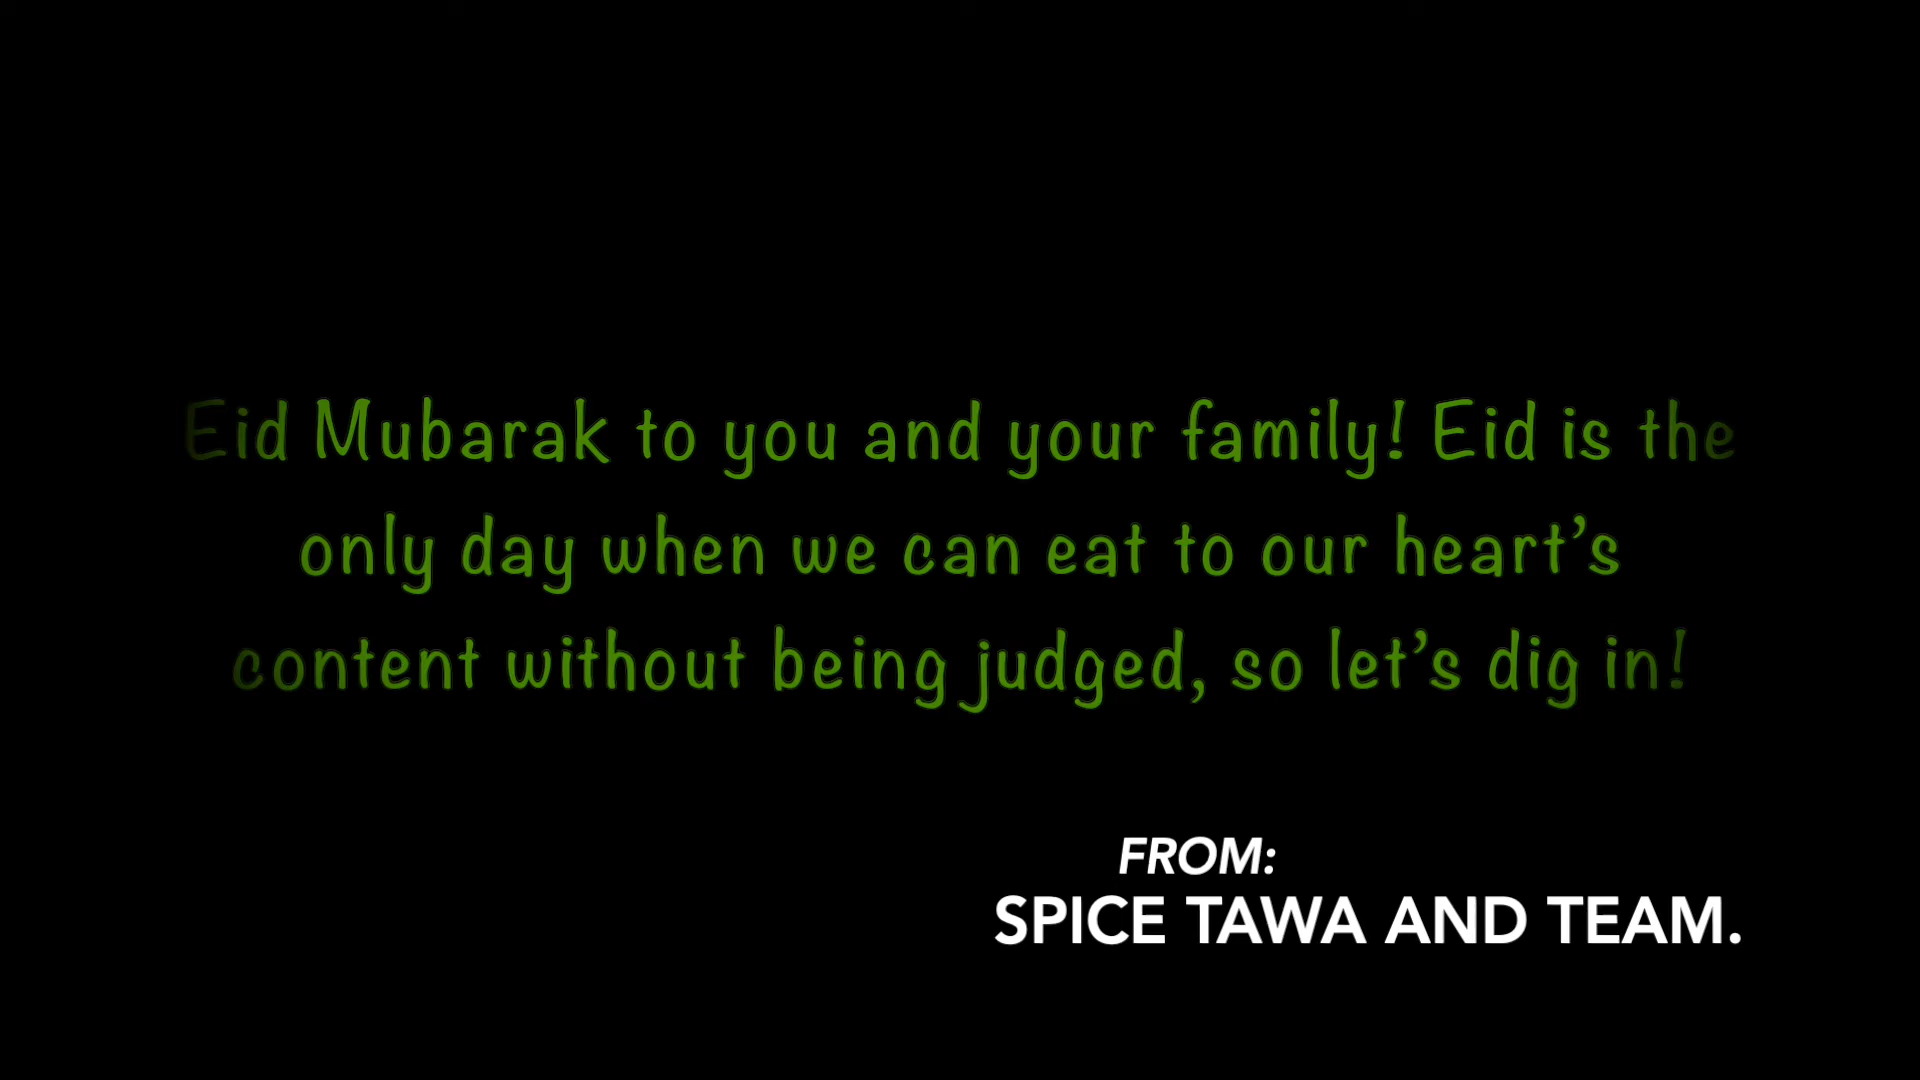 Eid Mubarak to you and your family! Eid is the
only day when we can eat to our heart’s
content without being judged, so let’s dig in!
FROM:
SPICE TAWA AND TEAM.